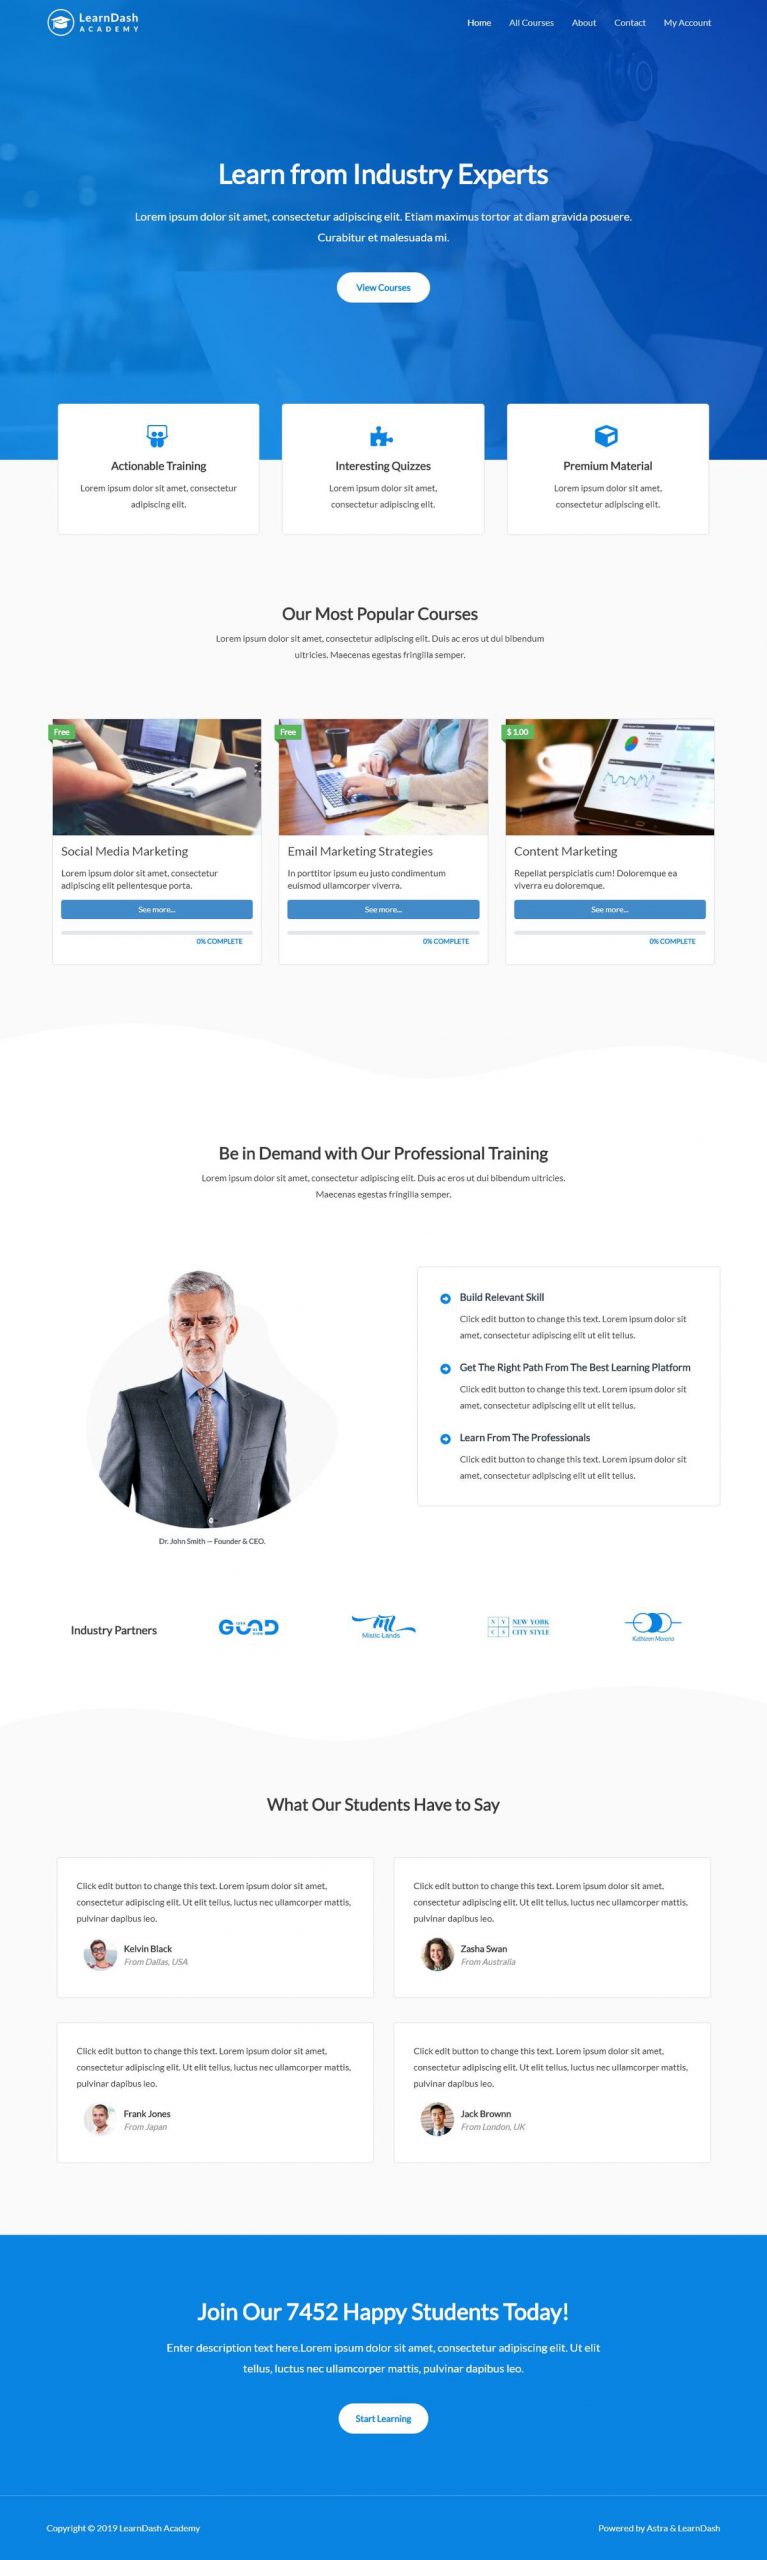 LearnDash
ACADEMY
Home
All Courses
About
Contact
My Account
Learn from Industry Experts
Lorem ipsum dolor sit amet, consectetur adipiscing elit. Etiam maximus tortor at diam gravida posuere.
Curabitur et malesuada mi.
View Courses
Actionable Training
Lorem ipsum dolor sit amet, consectetur
adipiscing elit.
Interesting Quizzes
Lorem ipsum dolor sit amet,
consectetur adipiscing elit.
Premium Material
Lorem ipsum dolor sit amet,
consectetur adipiscing elit.
Our Most Popular Courses
Lorem ipsum dolor sit amet, consectetur adipiscing elit. Duis ac eros ut dui bibendum
ultricies. Maecenas egestas fringilla semper.
Free
Social Media Marketing
Lorem ipsum dolor sit amet, consectetur
adipiscing elit pellentesque porta.
See more...
0% COMPLETE
Free
Email Marketing Strategies
In porttitor ipsum eu justo condimentum
euismod ullamcorper viverra.
See more...
0% COMPLETE
$ 1.00
Content Marketing
Repellat perspiciatis cum! Doloremque ea
viverra eu doloremque.
See more...
0% COMPLETE
Be in Demand with Our Professional Training
Lorem ipsum dolor sit amet, consectetur adipiscing elit. Duis ac eros ut dui bibendum ultricies.
Maecenas egestas fringilla semper.
Dr. John Smith — Founder & CEO.
Build Relevant Skill
Click edit button to change this text. Lorem ipsum dolor sit
amet, consectetur adipiscing elit ut elit tellus.
Get The Right Path From The Best Learning Platform
Click edit button to change this text. Lorem ipsum dolor sit
amet, consectetur adipiscing elit ut elit tellus.
Learn From The Professionals
Click edit button to change this text. Lorem ipsum dolor sit
amet, consectetur adipiscing elit ut elit tellus.
Industry Partners
Mistic Lands
NY
CS
NEW YORK
CITY STYLE
Kathleen Moreno
What Our Students Have to Say
Click edit button to change this text. Lorem ipsum dolor sit amet,
consectetur adipiscing elit. Ut elit tellus, luctus nec ullamcorper mattis,
pulvinar dapibus leo.
Kelvin Black
From Dallas, USA
Click edit button to change this text. Lorem ipsum dolor sit amet,
consectetur adipiscing elit. Ut elit tellus, luctus nec ullamcorper mattis,
pulvinar dapibus leo.
Zasha Swan
From Australia
Click edit button to change this text. Lorem ipsum dolor sit amet,
consectetur adipiscing elit. Ut elit tellus, luctus nec ullamcorper mattis,
pulvinar dapibus leo.
Frank Jones
From Japan
Click edit button to change this text. Lorem ipsum dolor sit amet,
consectetur adipiscing elit. Ut elit tellus, luctus nec ullamcorper mattis,
pulvinar dapibus leo.
Jack Brownn
From London, UK
Join Our 7452 Happy Students Today!
Enter description text here.Lorem ipsum dolor sit amet, consectetur adipiscing elit. Ut elit
tellus, luctus nec ullamcorper mattis, pulvinar dapibus leo.
Start Learning
Copyright © 2019 LearnDash Academy
Powered by Astra & LearnDash